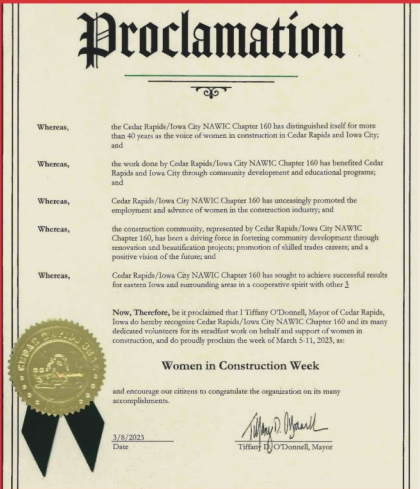 Proclamation
Whereas, the Cedar Rapids/Iowa City NAWIC Chapter 160 has distinguished itself for more
than 40 years as the voice of women in construction in Cedar Rapids and Iowa City;
and
Whereas, the work done by Cedar Rapids/Iowa City NAWIC Chapter 160 has benefited Cedar
Rapids and Iowa City through community development and educational programs;
and
Whereas, Cedar Rapids/Iowa City NAWIC Chapter 160 has unceasingly promoted the
employment and advance of women in the construction industry; and
Whereas, the construction community, represented by Cedar Rapids/Iowa City NAWIC
Chapter 160, has been a driving force in fostering community development through
renovation and beautification projects; promotion of skilled trades careers; and a
positive vision of the future; and
Whereas, Cedar Rapids/Iowa City NAWIC Chapter 160 has sought to achieve successful results
for eastern Iowa and surrounding areas in a cooperative spirit with other 3
Now, Therefore, be it proclaimed that I Tiffany O'Donnell, Mayor of Cedar Rapids,
Iowa do hereby recognize Cedar Rapids/Iowa City NAWIC Chapter 160 and its many
dedicated volunteers for its steadfast work on behalf and support of women in
construction, and do proudly proclaim the week of March 5-11, 2023, as:
Women in Construction Week
and encourage our citizens to congratulate the organization on its many
accomplishments.
3/8/2023
Date
Tiffany D. O'Donnell, Mayor